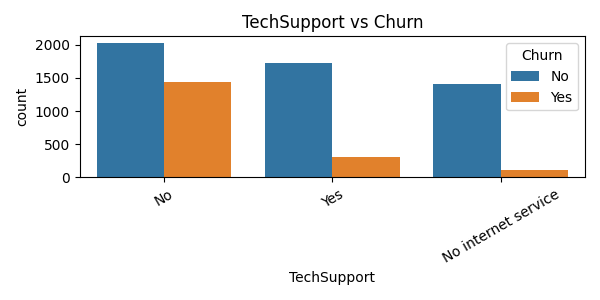 TechSupport vs Churn
2000
1500
1000
500
0
count
Churn
No
Yes
No
Yes
No internet service
TechSupport